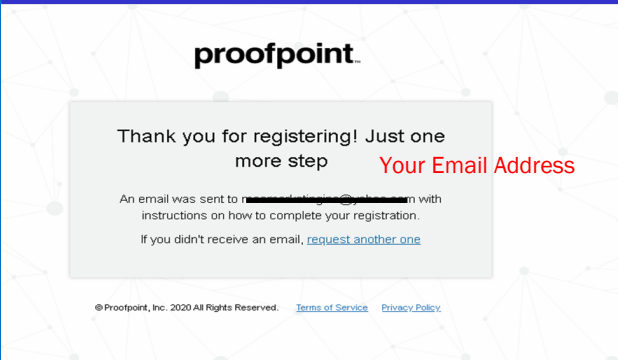 proofpoint™
Thank you for registering! Just one
more step
Your Email Address
An email was sent to with
instructions on how to complete your registration.
If you didn't receive an email, request another one
© Proofpoint, Inc. 2020 All Rights Reserved. Terms of Service Privacy Policy